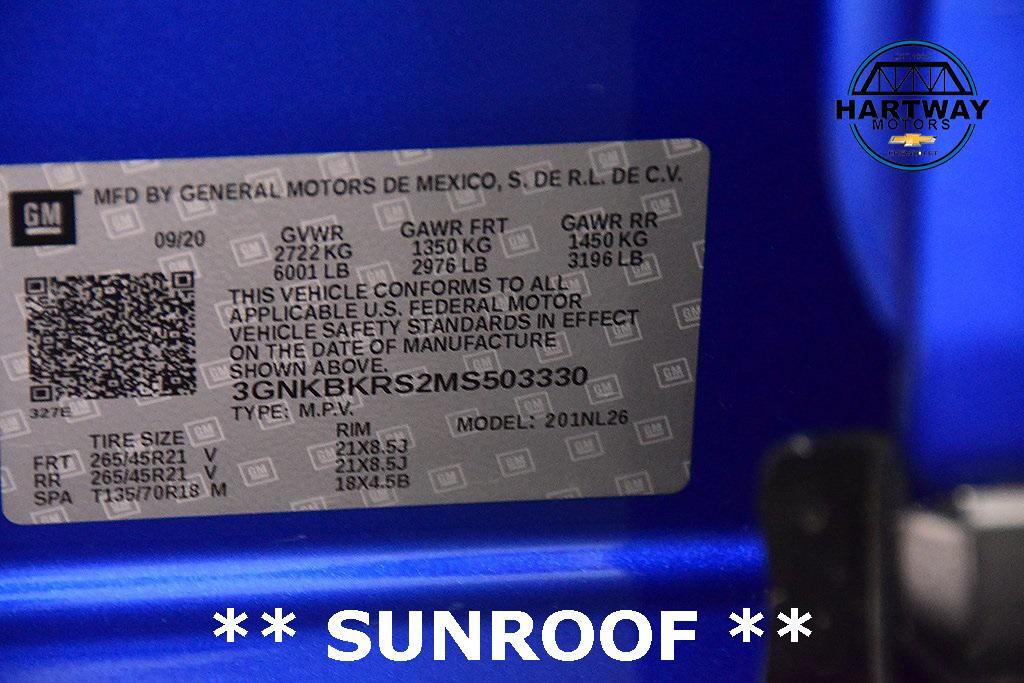 HARTWAY
MOTORS
GM
MFD BY GENERAL MOTORS DE MEXICO, S. DE R.L. DE C.V.
09/20
GVWR GAWR FRT GAWR RR
2722 KG 1350 KG 1450 KG
6001 LB 2976 LB 3196 LB
THIS VEHICLE CONFORMS TO ALL
APPLICABLE U.S. FEDERAL MOTOR
VEHICLE SAFETY STANDARDS IN EFFECT
ON THE DATE OF MANUFACTURE
SHOWN ABOVE.
3GNKBKRS2MS503330
327E
TYPE: M.P.V. MODEL: 201NL26
TIRE SIZE RIM
FRT 265/45R21 V 21X8.5J
RR 265/45R21 V 21X8.5J
SPA T135/70R18 M 18X4.5B
** SUNROOF **